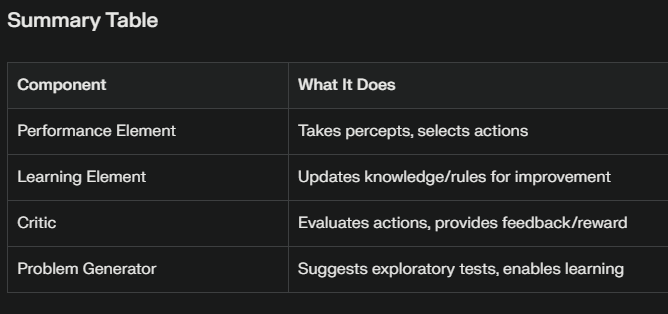 Summary Table
Component What It Does
Performance Element Takes percepts, selects actions
Learning Element Updates knowledge/rules for improvement
Critic Evaluates actions, provides feedback/reward
Problem Generator Suggests exploratory tests, enables learning